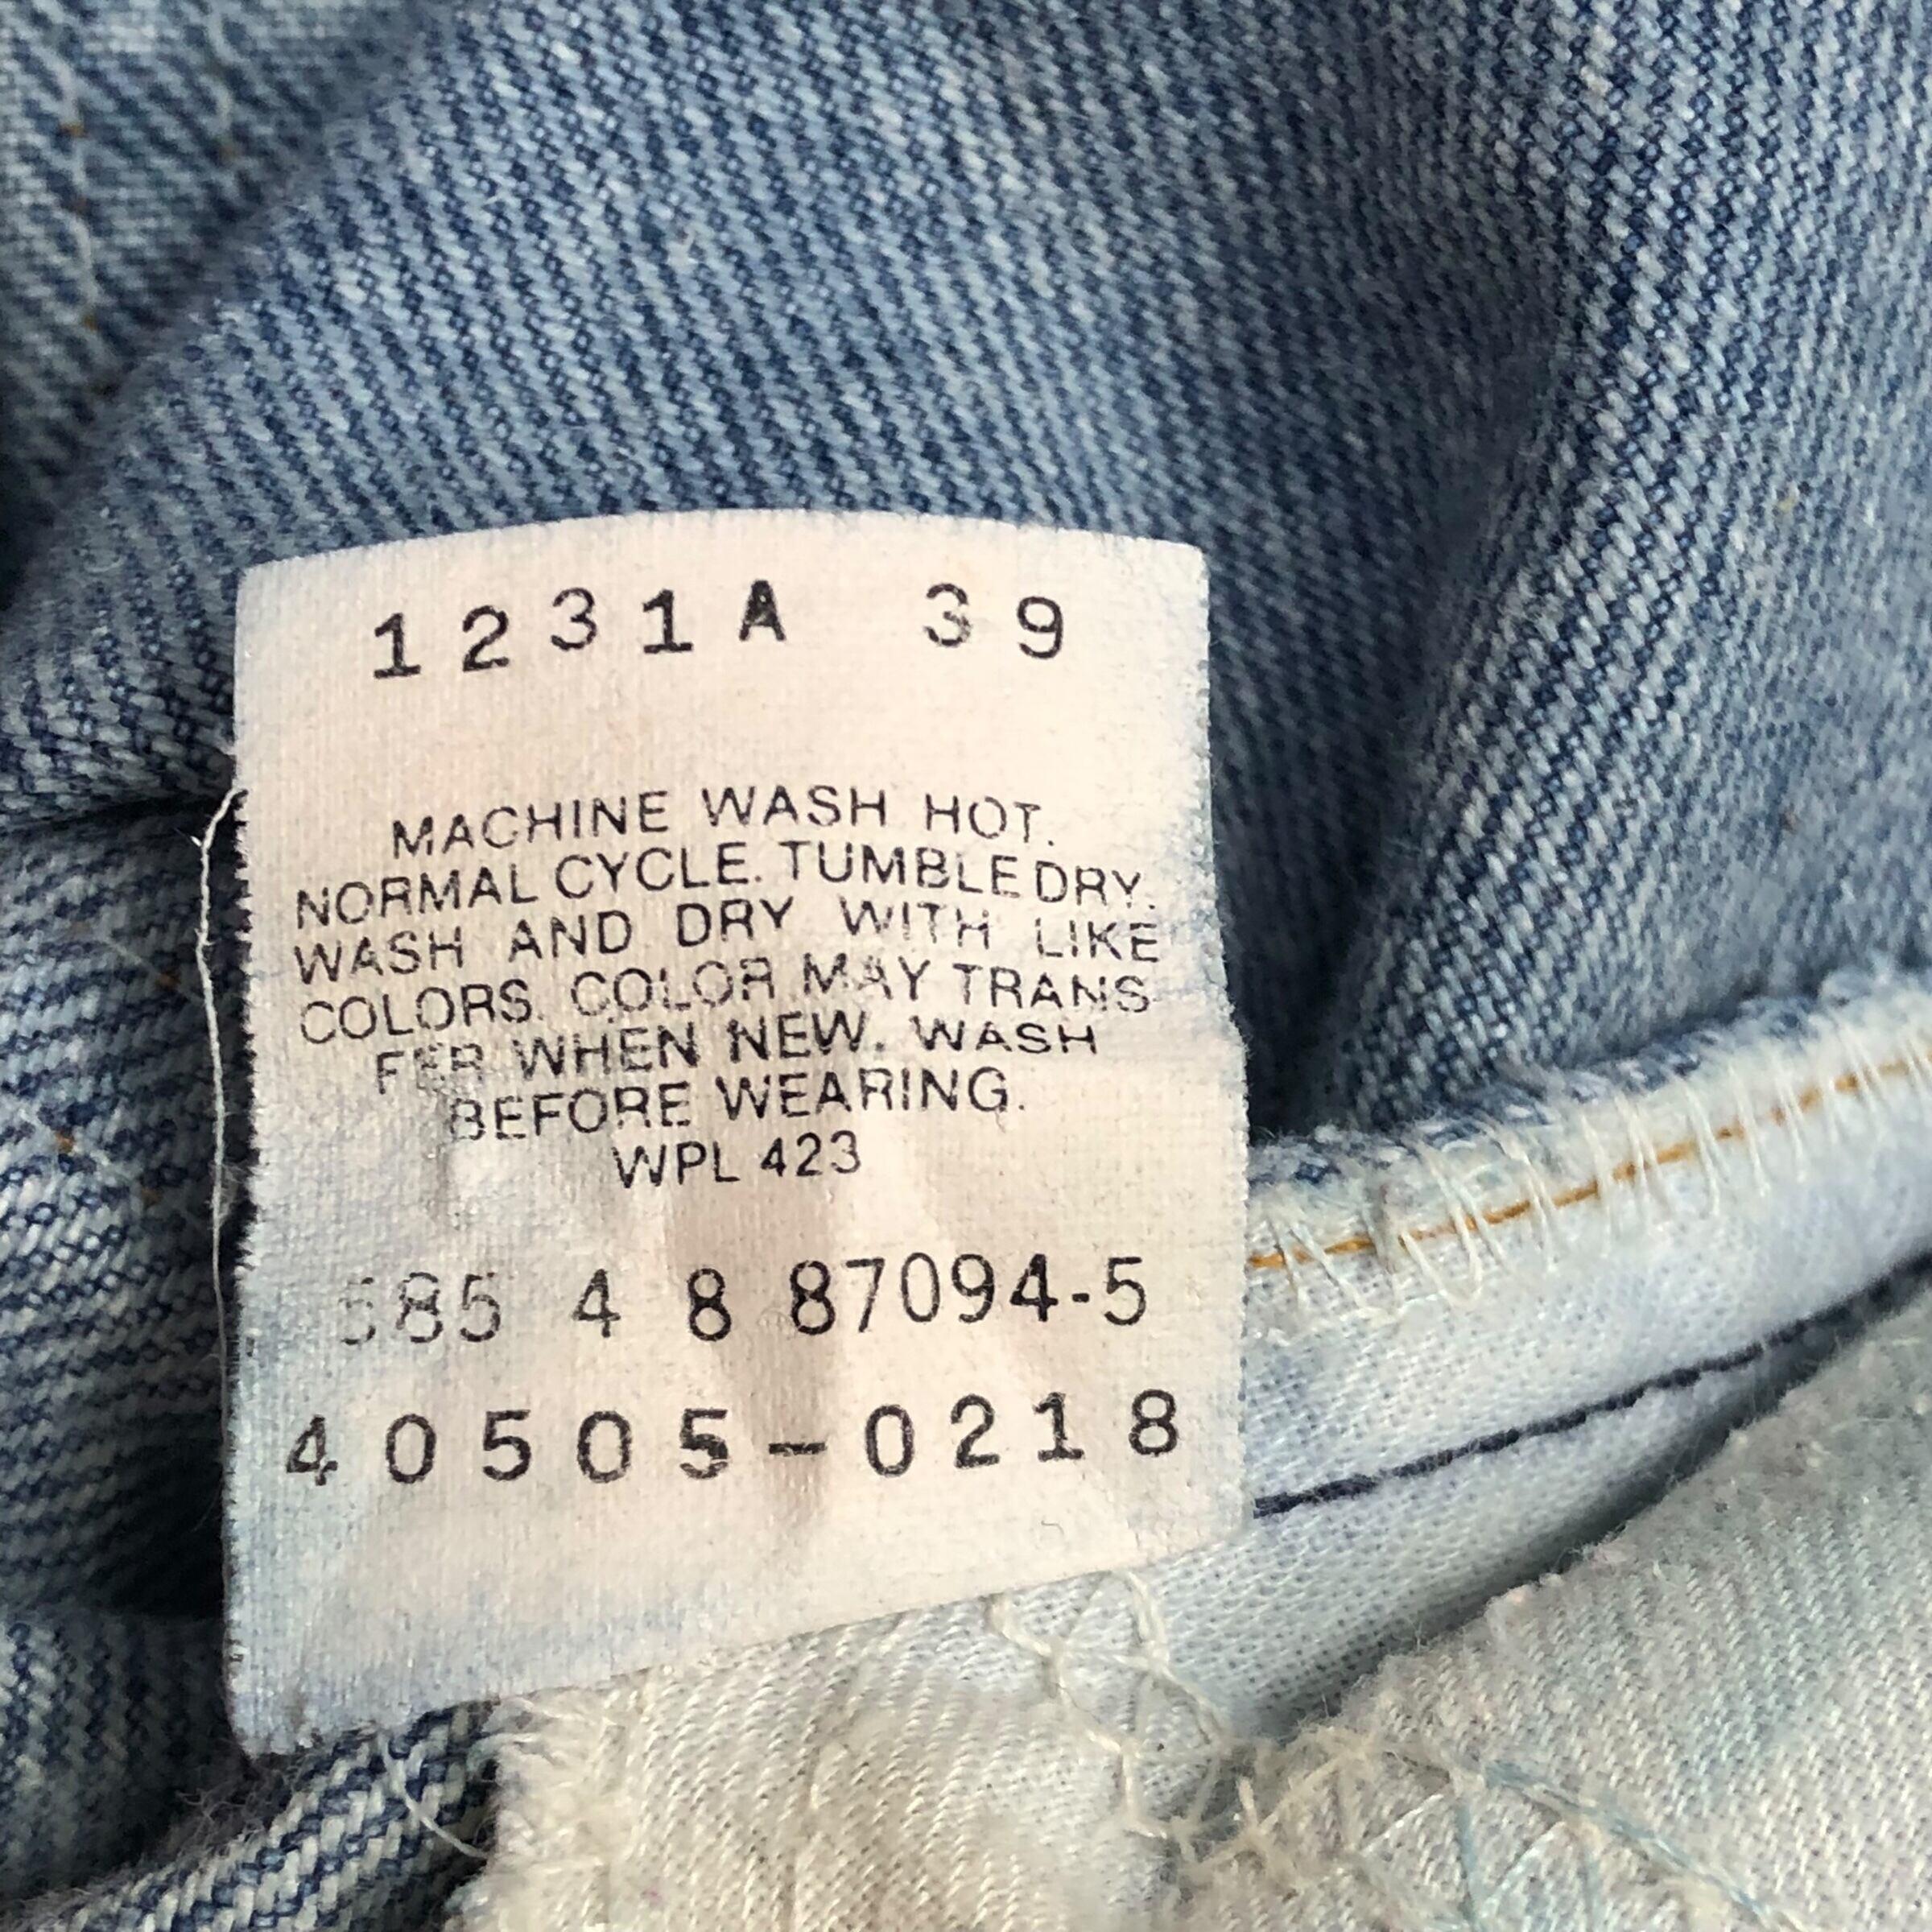 1231A 39
MACHINE WASH HOT.
NORMAL CYCLE. TUMBLE DRY.
WASH AND DRY WITH LIKE
COLORS. COLOR MAY TRANS
FER WHEN NEW. WASH
BEFORE WEARING.
WPL 423
585 4 8 87094-5
40505-0218